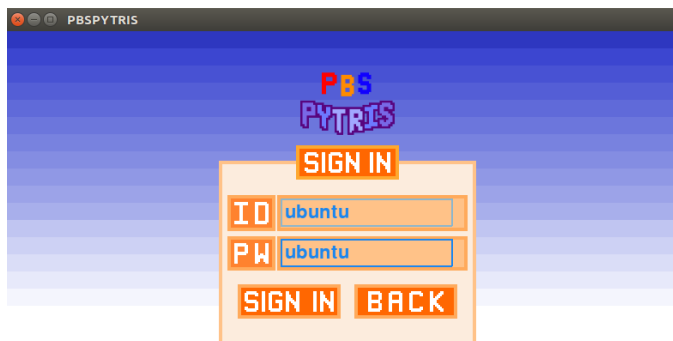 PBSPYTRIS
PBS
PYTRIS
SIGN IN
ID ubuntu
PW ubuntu
SIGN IN BACK